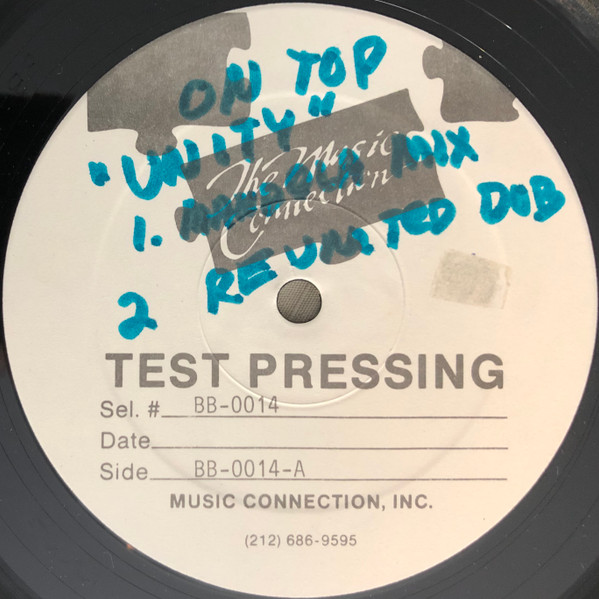 ON TOP
"UNITY"
The Music
Connection
1. MANDOLA MIX
2 REUNITED DUB
TEST PRESSING
Sel. # BB-0014
Date
Side BB-0014-A
MUSIC CONNECTION, INC.
(212) 686-9595